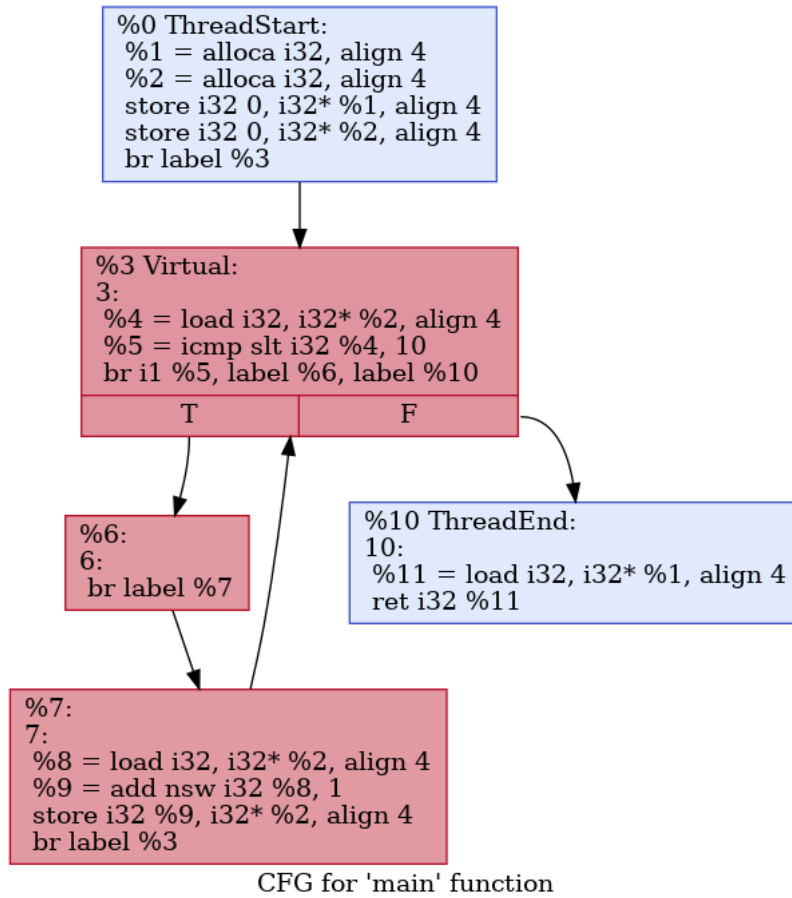 %0 ThreadStart:
%1 = alloca i32, align 4
%2 = alloca i32, align 4
store i32 0, i32* %1, align 4
store i32 0, i32* %2, align 4
br label %3
%3 Virtual:
3:
%4 = load i32, i32* %2, align 4
%5 = icmp slt i32 %4, 10
br i1 %5, label %6, label %10
T F
%6:
6:
br label %7
%10 ThreadEnd:
10:
%11 = load i32, i32* %1, align 4
ret i32 %11
%7:
7:
%8 = load i32, i32* %2, align 4
%9 = add nsw i32 %8, 1
store i32 %9, i32* %2, align 4
br label %3
CFG for 'main' function